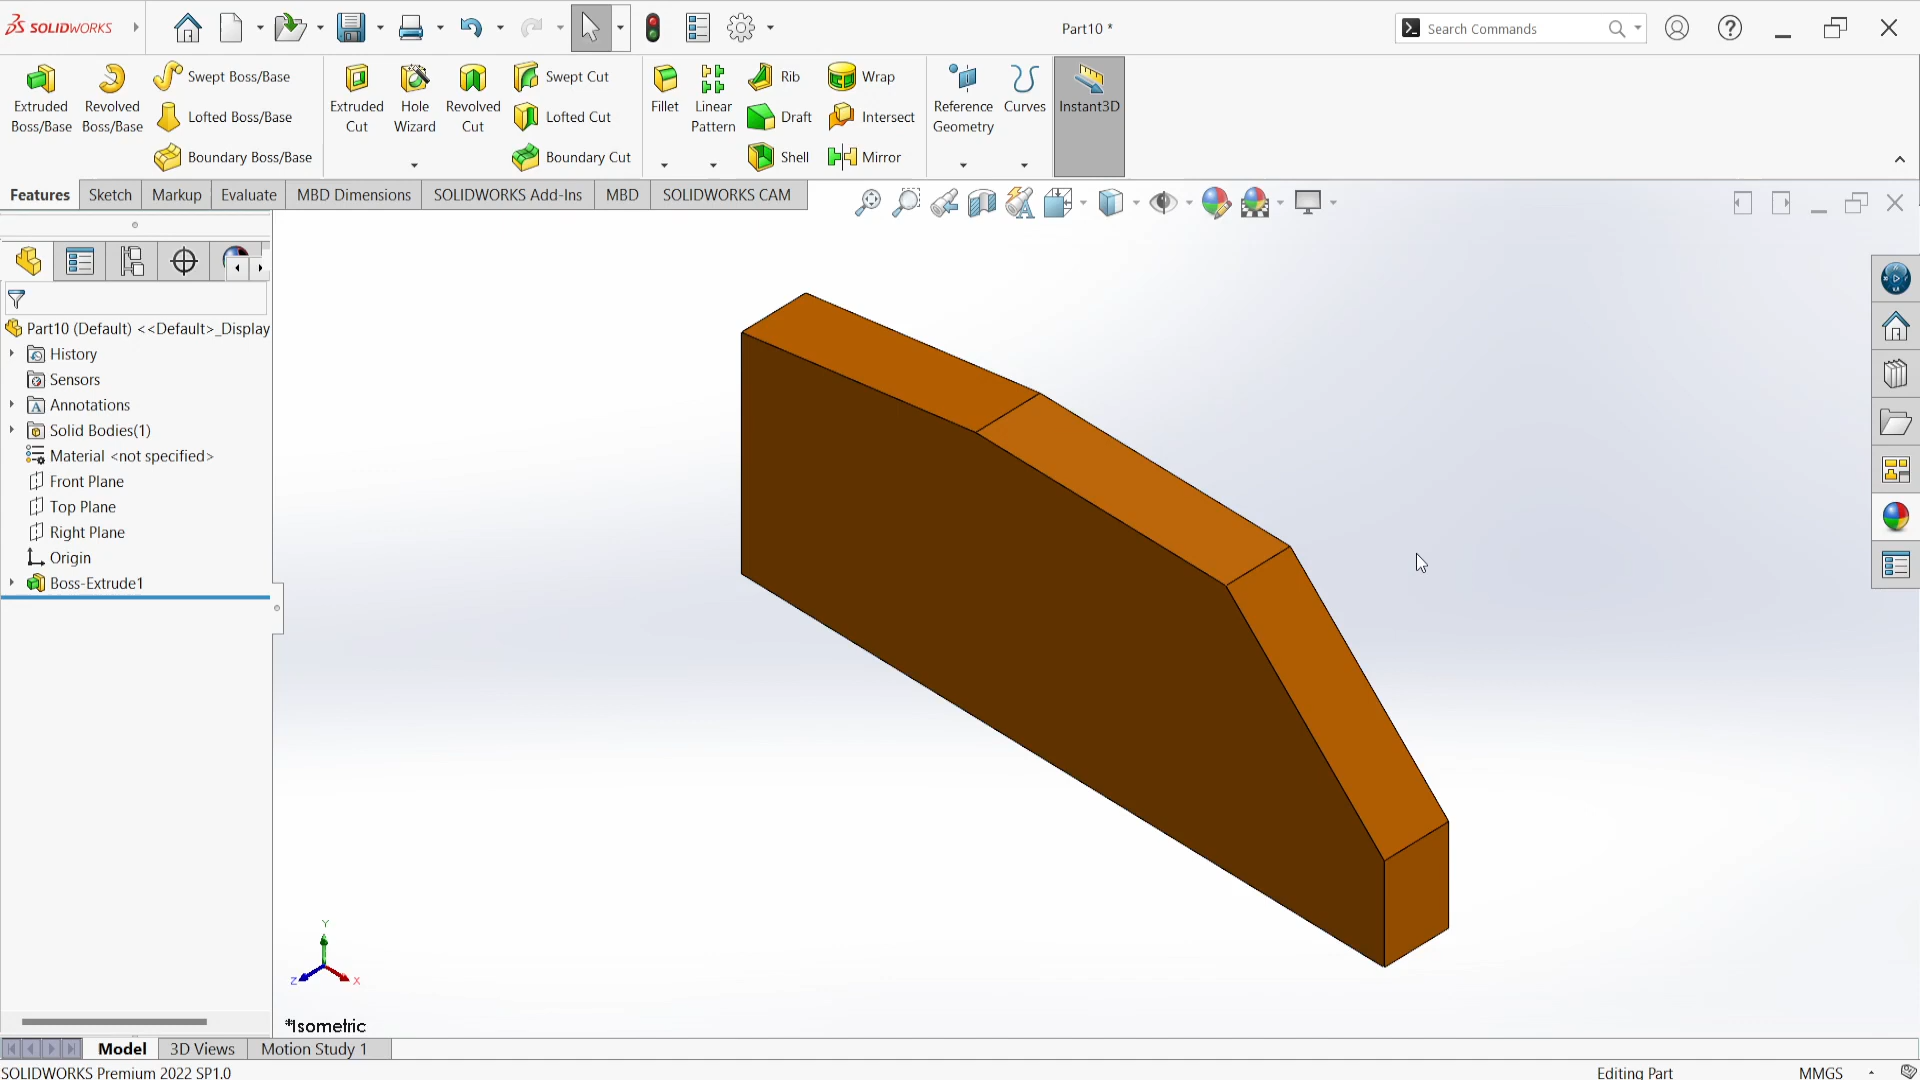 SOLIDWORKS
Part10 *
Search Commands
Extruded Boss/Base
Revolved Boss/Base
Swept Boss/Base
Lofted Boss/Base
Boundary Boss/Base
Extruded Cut
Hole Wizard
Revolved Cut
Swept Cut
Lofted Cut
Boundary Cut
Fillet
Linear Pattern
Rib
Draft
Shell
Wrap
Intersect
Mirror
Reference Geometry
Curves
Instant3D
Features
Sketch
Markup
Evaluate
MBD Dimensions
SOLIDWORKS Add-Ins
MBD
SOLIDWORKS CAM
Part10 (Default) <<Default>_Display
History
Sensors
Annotations
Solid Bodies(1)
Material <not specified>
Front Plane
Top Plane
Right Plane
Origin
Boss-Extrude1
Y
Z
X
*Isometric
Model
3D Views
Motion Study 1
SOLIDWORKS Premium 2022 SP1.0
Editing Part
MMGS